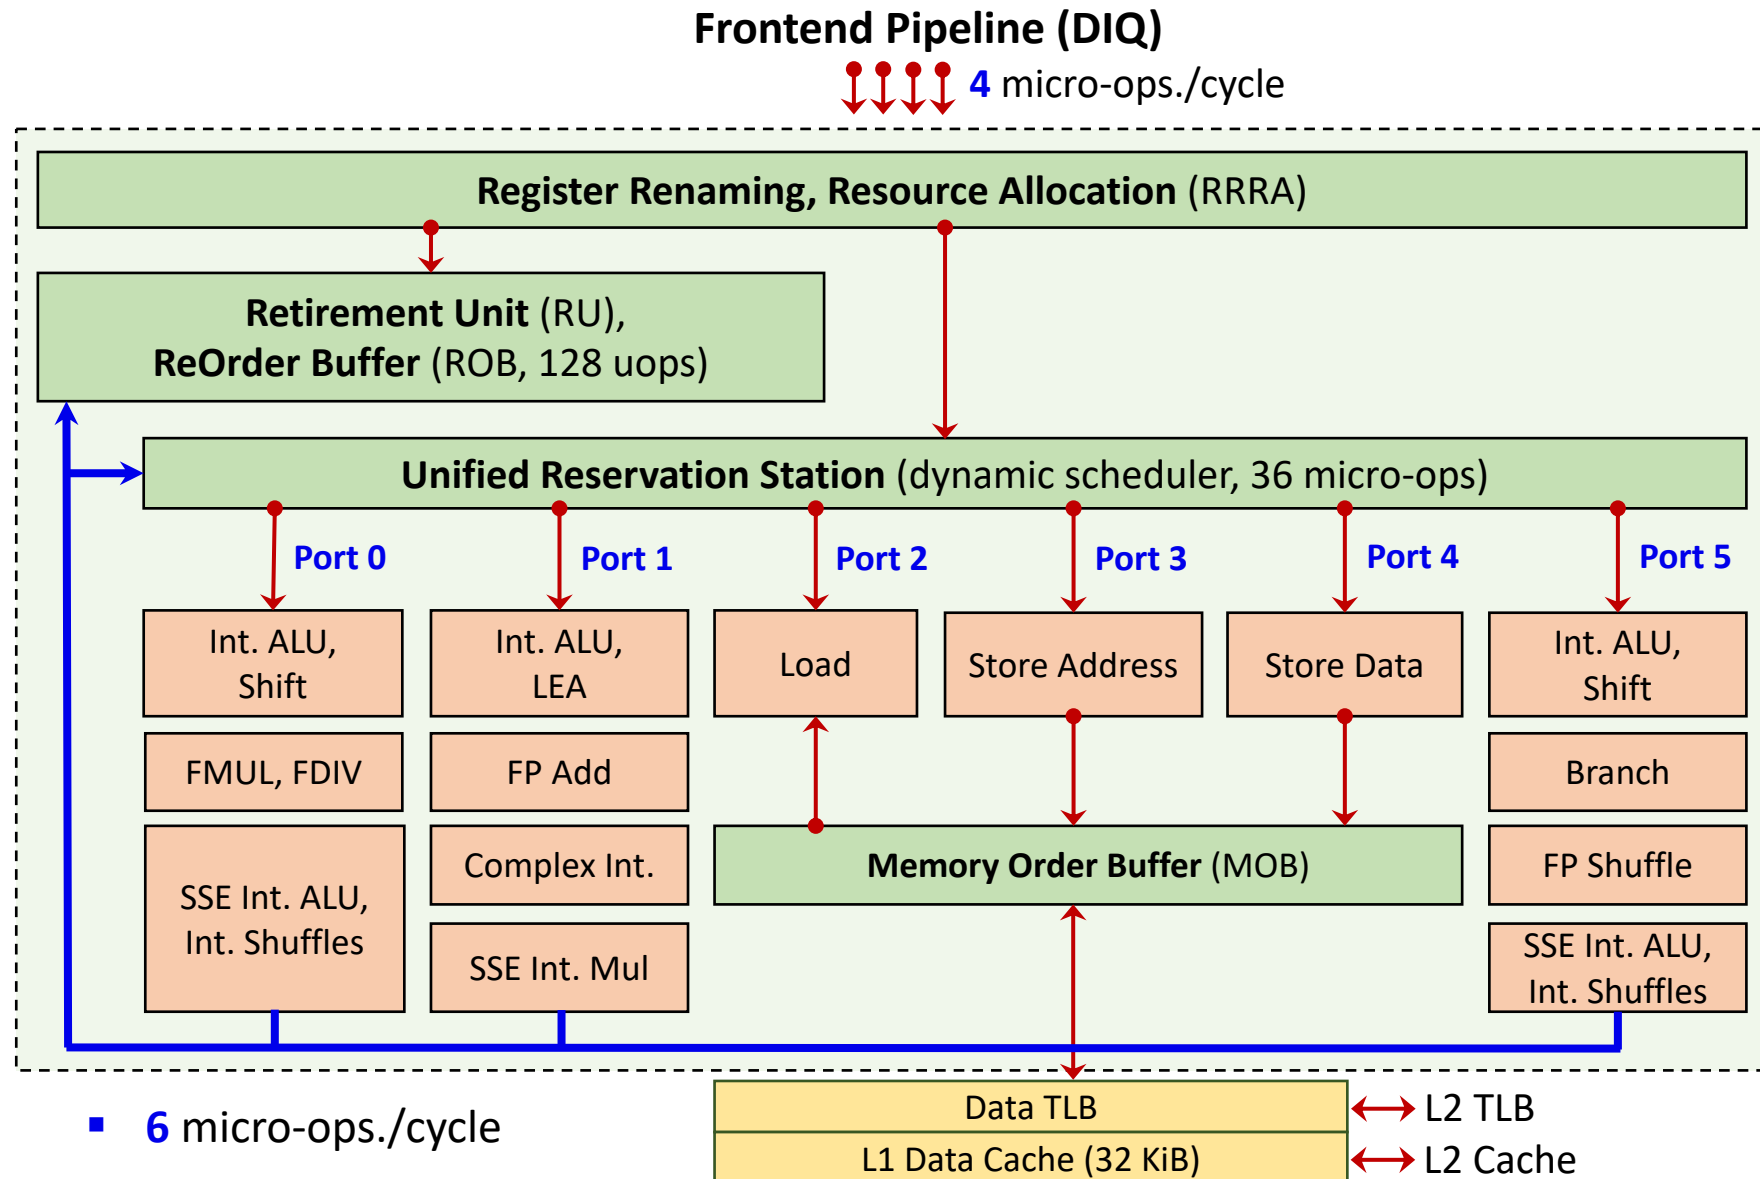 Frontend Pipeline (DIQ)
4 micro-ops./cycle
Register Renaming, Resource Allocation (RRRA)
Retirement Unit (RU),
ReOrder Buffer (ROB, 128 uops)
Unified Reservation Station (dynamic scheduler, 36 micro-ops)
Port 0
Port 1
Port 2
Port 3
Port 4
Port 5
Int. ALU,
Shift
FMUL, FDIV
SSE Int. ALU,
Int. Shuffles
Int. ALU,
LEA
FP Add
Complex Int.
SSE Int. Mul
Load
Store Address
Store Data
Memory Order Buffer (MOB)
Int. ALU,
Shift
Branch
FP Shuffle
SSE Int. ALU,
Int. Shuffles
▪ 6 micro-ops./cycle
Data TLB
L2 TLB
L1 Data Cache (32 KiB)
L2 Cache